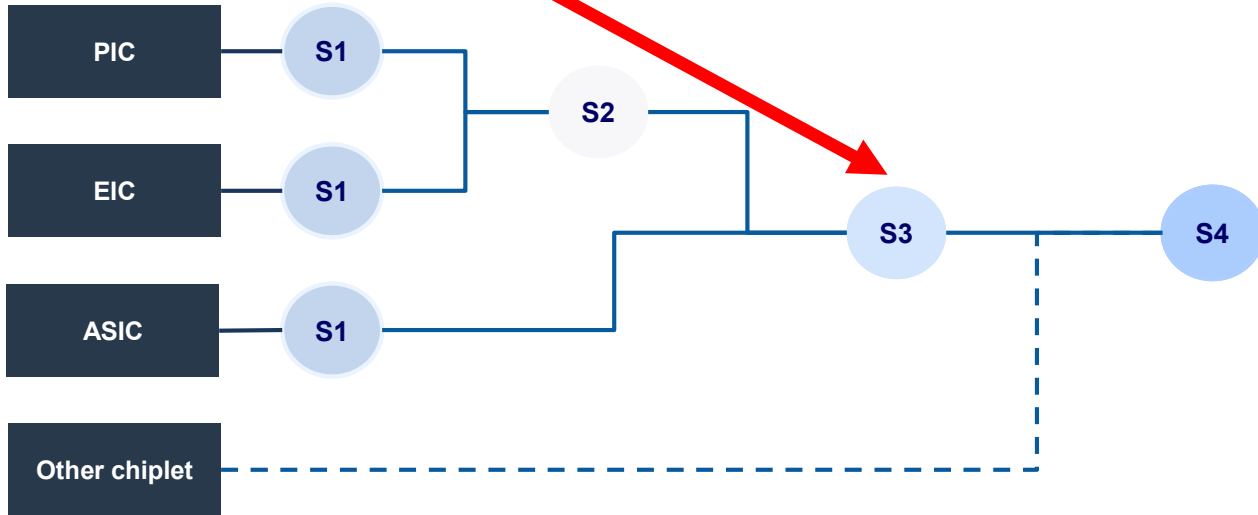 PIC
S1
S2
EIC
S1
S3
S4
ASIC
S1
Other chiplet